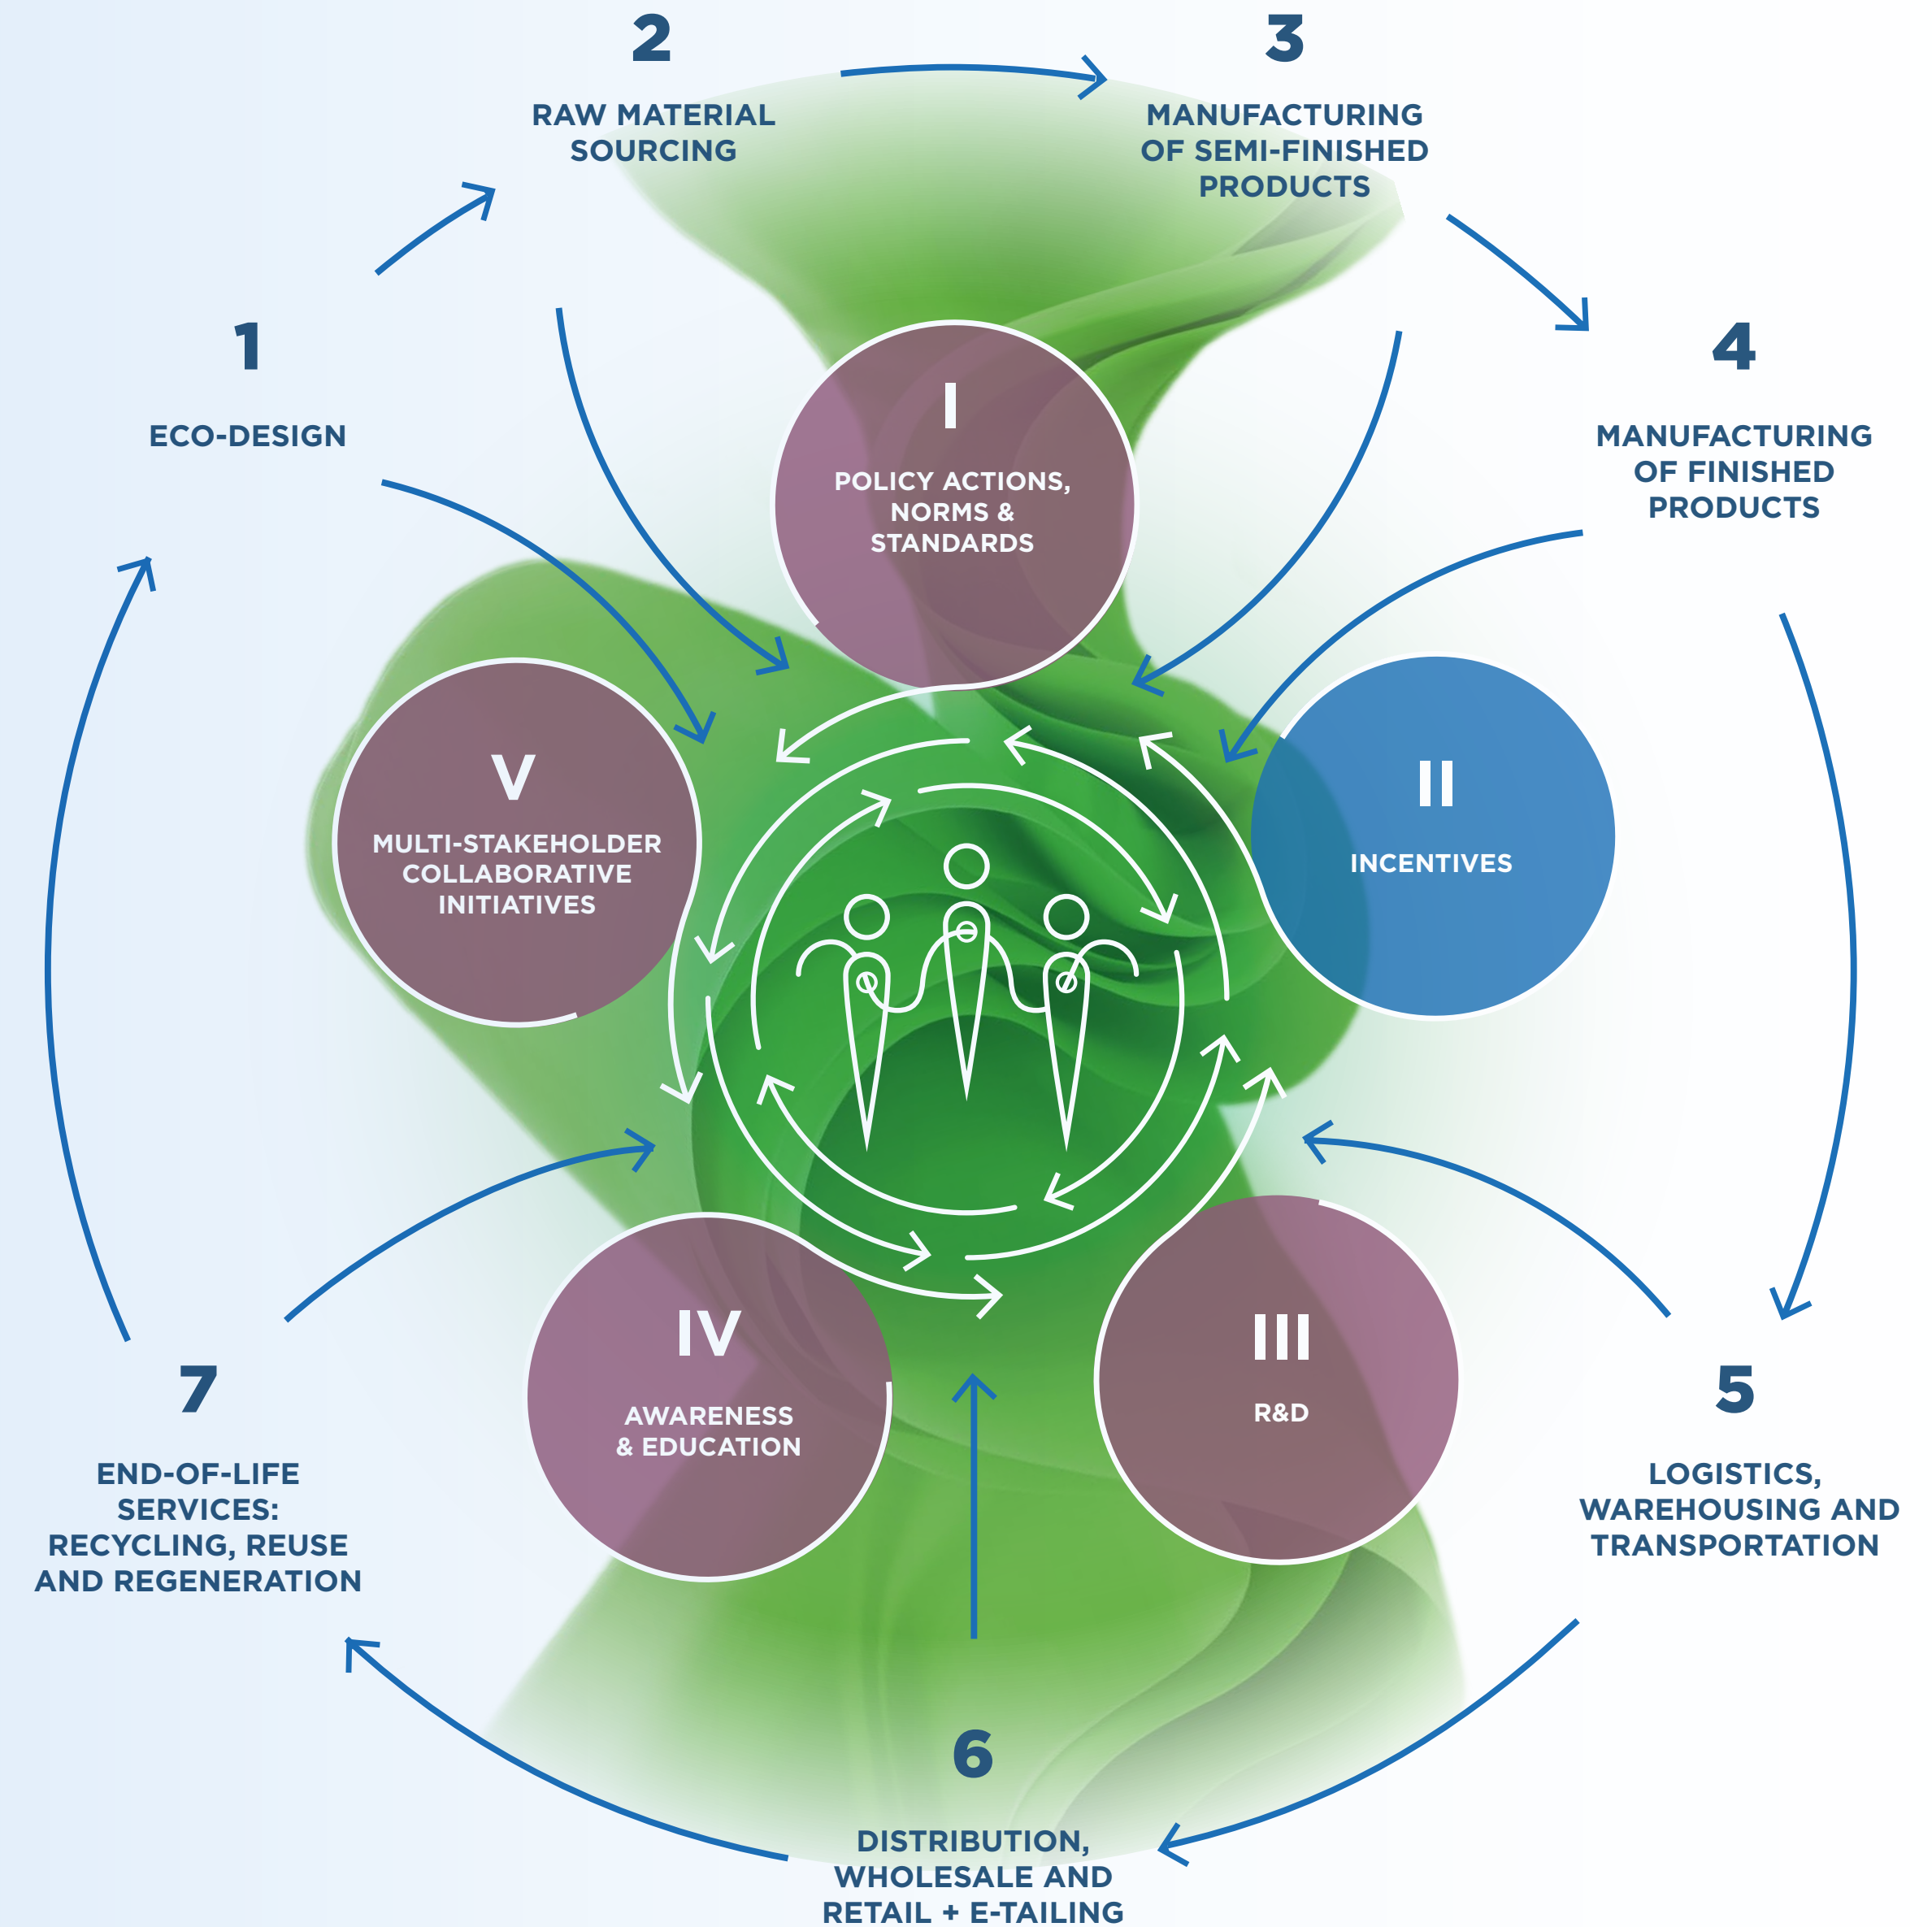 1
ECO-DESIGN
2
RAW MATERIAL
SOURCING
3
MANUFACTURING
OF SEMI-FINISHED
PRODUCTS
4
MANUFACTURING
OF FINISHED
PRODUCTS
5
LOGISTICS,
WAREHOUSING AND
TRANSPORTATION
6
DISTRIBUTION,
WHOLESALE AND
RETAIL + E-TAILING
7
END-OF-LIFE
SERVICES:
RECYCLING, REUSE
AND REGENERATION
I
POLICY ACTIONS,
NORMS &
STANDARDS
II
INCENTIVES
III
R&D
IV
AWARENESS
& EDUCATION
V
MULTI-STAKEHOLDER
COLLABORATIVE
INITIATIVES